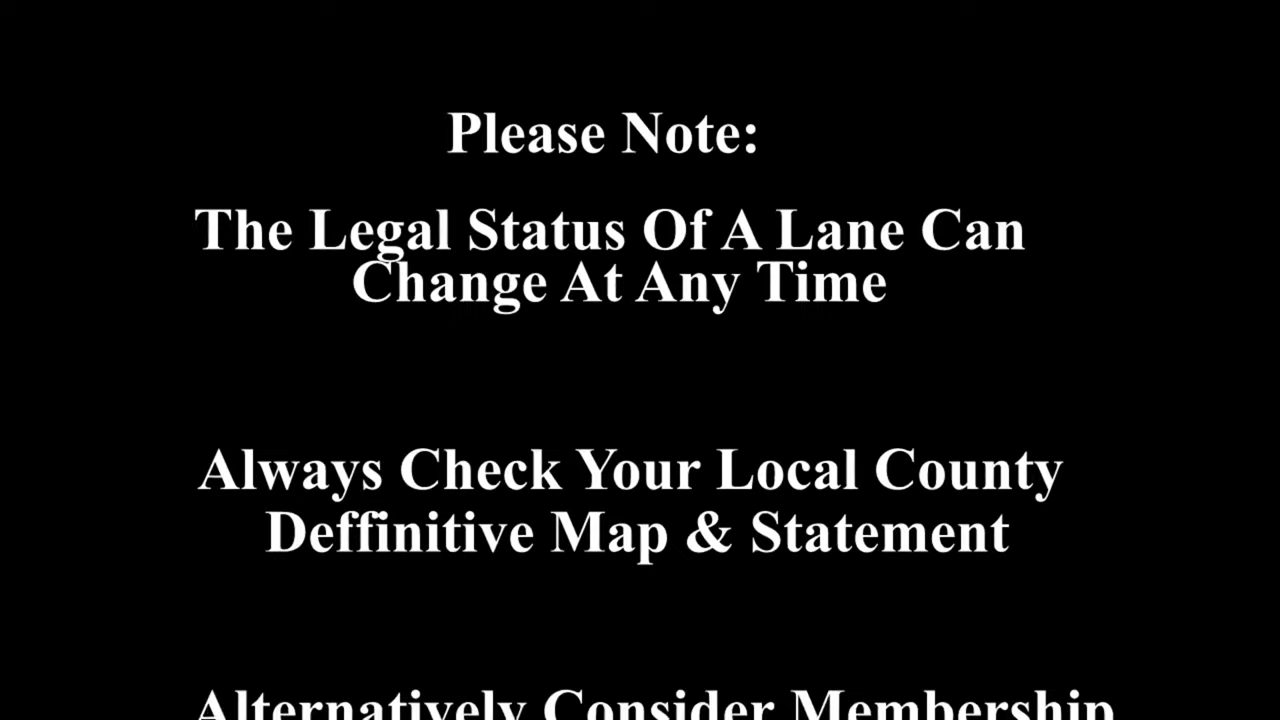 Please Note:
The Legal Status Of A Lane Can
Change At Any Time
Always Check Your Local County
Deffinitive Map & Statement
Alternatively Consider Membership